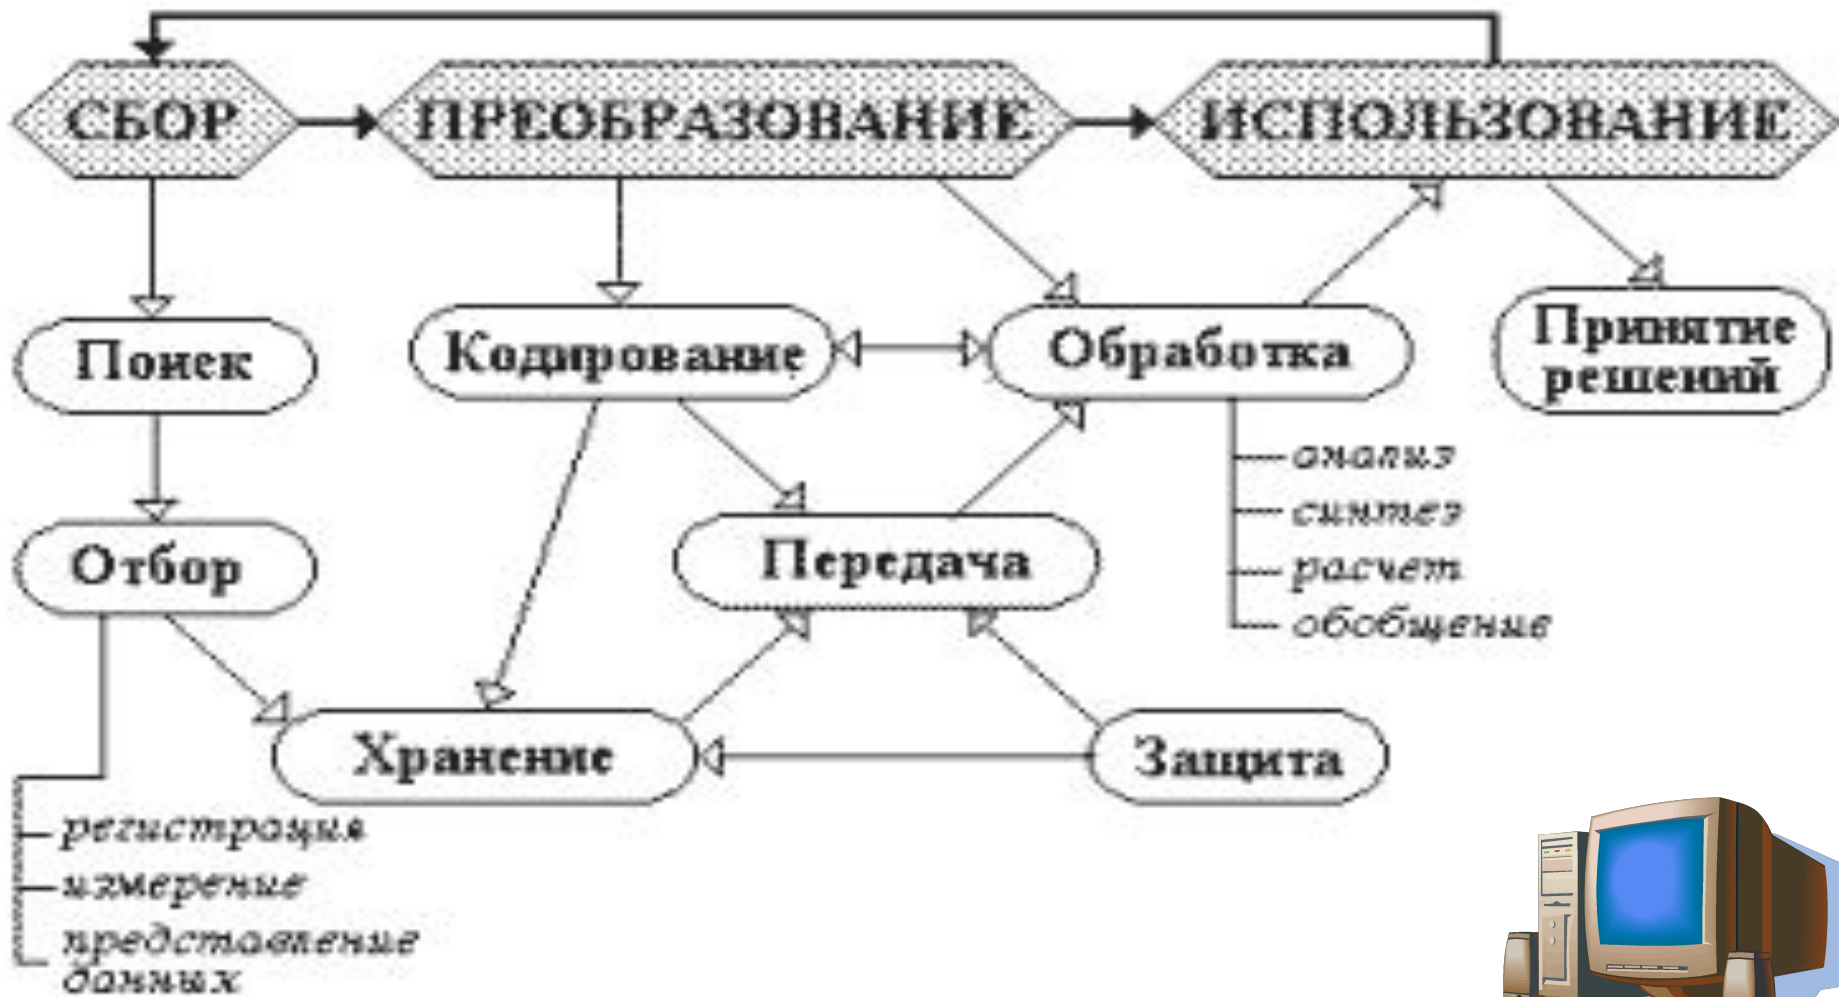 СБОР
ПРЕОБРАЗОВАНИЕ
ИСПОЛЬЗОВАНИЕ
Поиск
Кодирование
Обработка
Принятие
решений
анализ
синтез
расчет
обобщение
Отбор
Передача
Хранение
Защита
регистрация
измерение
представление
данных